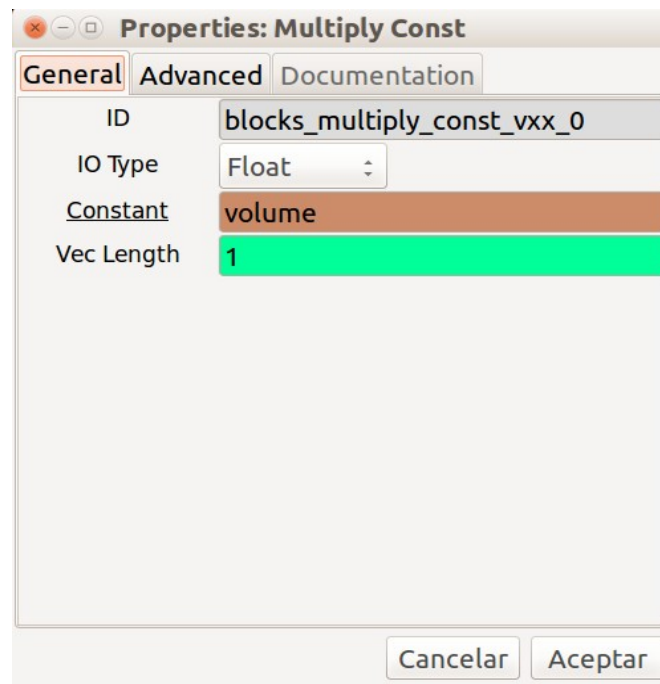 Properties: Multiply Const
General Advanced Documentation
ID blocks_multiply_const_vxx_0
IO Type Float
Constant volume
Vec Length 1
Cancelar Aceptar